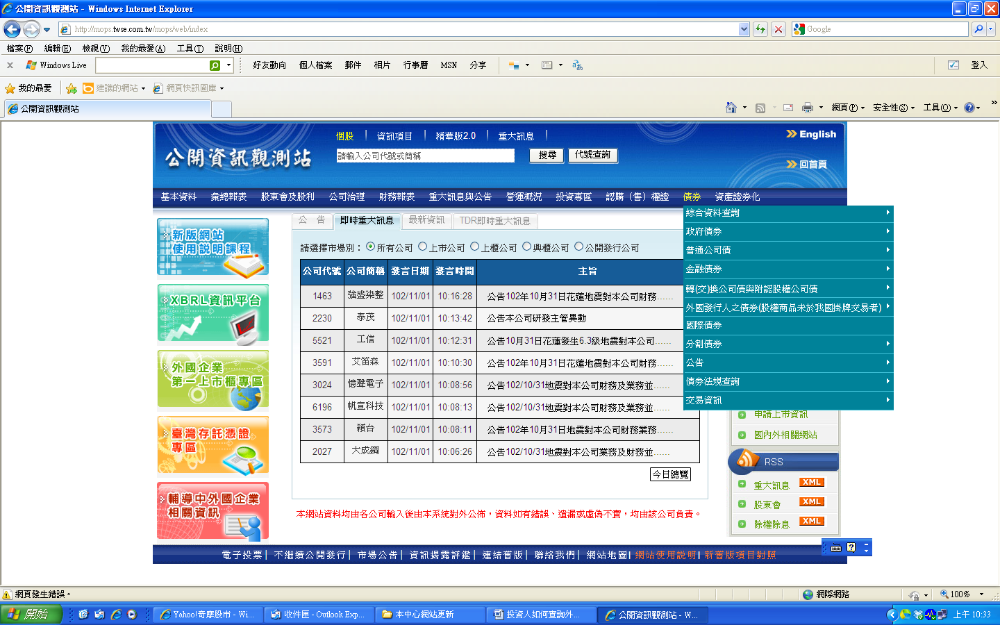 公開資訊觀測站 - Windows Internet Explorer
http://mops.twse.com.tw/mops/web/index
Google
檔案(F) 編輯(E) 檢視(V) 我的最愛(A) 工具(T) 說明(H)
x Windows Live 好友動向 個人檔案 郵件 相片 行事曆 MSN 分享 登入
我的最愛 建議的網站 網頁快訊圖庫
公開資訊觀測站 網頁(P) 安全性(S) 工具(O) »
個股 資訊項目 精華版2.0 重大訊息 English
公開資訊觀測站 請輸入公司代號或簡稱 搜尋 代號查詢 回首頁
基本資料 彙總報表 股東會及股利 公司治理 財務報表 重大訊息與公告 營運概況 投資專區 認購（售）權證 債券 資產證券化
綜合資料查詢
政府債券
普通公司債
金融債券
轉(交)換公司債與附認股權公司債
外國發行人之債券(股權商品未於我國掛牌交易者)
國際債券
分割債券
公告
債券法規查詢
交易資訊
新版網站
使用說明課程
XBRL資訊平台
外國企業
第一上市櫃專區
臺灣存託憑證
專區
輔導中外國企業
相關資訊
公 告 即時重大訊息 最新資訊 TDR即時重大訊息
請選擇市場別： 所有公司 上市公司 上櫃公司 興櫃公司 公開發行公司
公司代號 公司簡稱 發言日期 發言時間 主旨
1463 強盛染整 102/11/01 10:16:28 公告102年10月31日花蓮地震對本公司財務......
2230 泰茂 102/11/01 10:13:42 公告本公司研發主管異動
5521 工信 102/11/01 10:12:31 公告10月31日花蓮發生6.3級地震對本公司......
3591 艾笛森 102/11/01 10:10:30 公告102年10月31日花蓮地震對本公司財務......
3024 憶聲電子 102/11/01 10:08:56 公告102/10/31地震對本公司財務及業務並......
6196 帆宣科技 102/11/01 10:08:13 公告102/10/31地震對本公司財務及業務並......
3573 穎台 102/11/01 10:08:11 公告102年10月31日地震對本公司財務業務......
2027 大成鋼 102/11/01 10:06:26 公告102/10/31地震對本公司業務及財務並......
今日總覽
申請上市資訊
國內外相關網站
RSS
重大訊息 XML
股東會 XML
除權除息 XML
本網站資料均由各公司輸入後由本系統對外公佈，資料如有錯誤、遺漏或虛偽不實，均由該公司負責。
電子投票| 不繼續公開發行| 市場公告| 資訊揭露評鑑| 連結舊版| 聯絡我們| 網站地圖| 網站使用說明| 新舊版項目對照
網頁發生錯誤。 網際網路 100%
開始 Yahoo!奇摩股市 - Wi... 收件匣 - Outlook Exp... 本中心網站更新 投資人如何查詢外... 公開資訊觀測站 - W... 上午 10:33